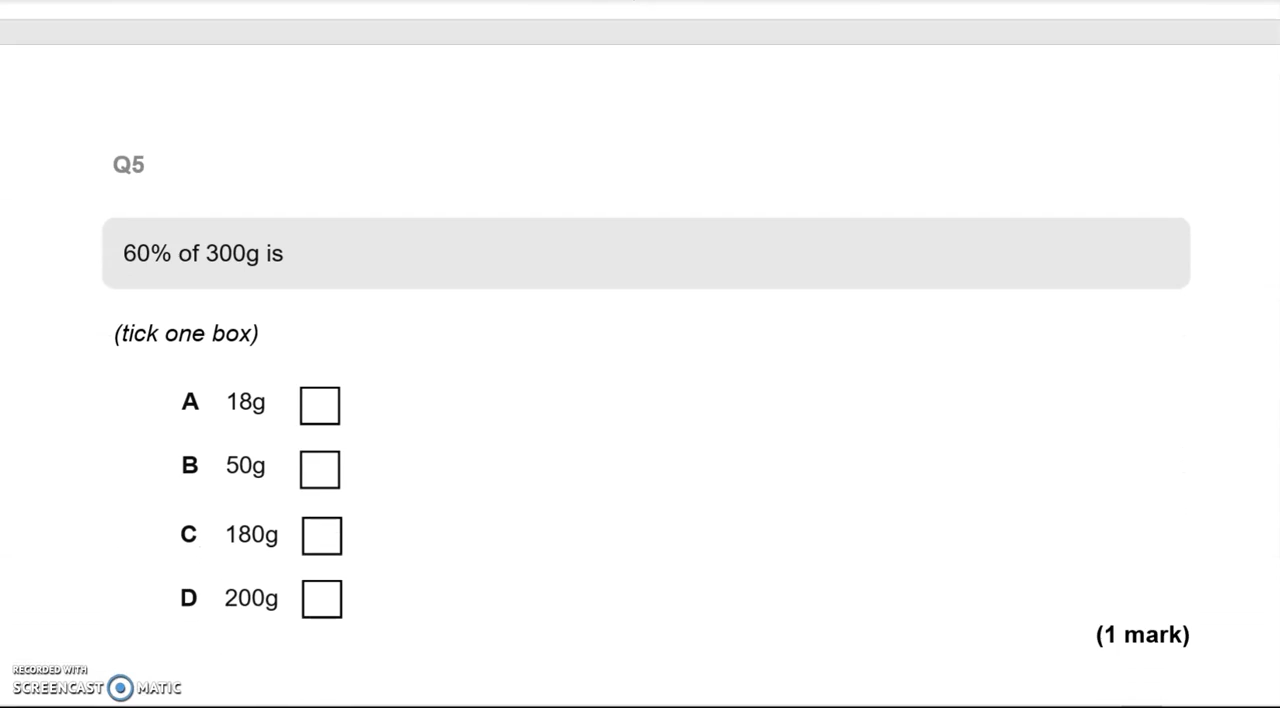 Q5
60% of 300g is
(tick one box)
A 18g
B 50g
C 180g
D 200g
(1 mark)
RECORDED WITH
SCREENCAST MATIC